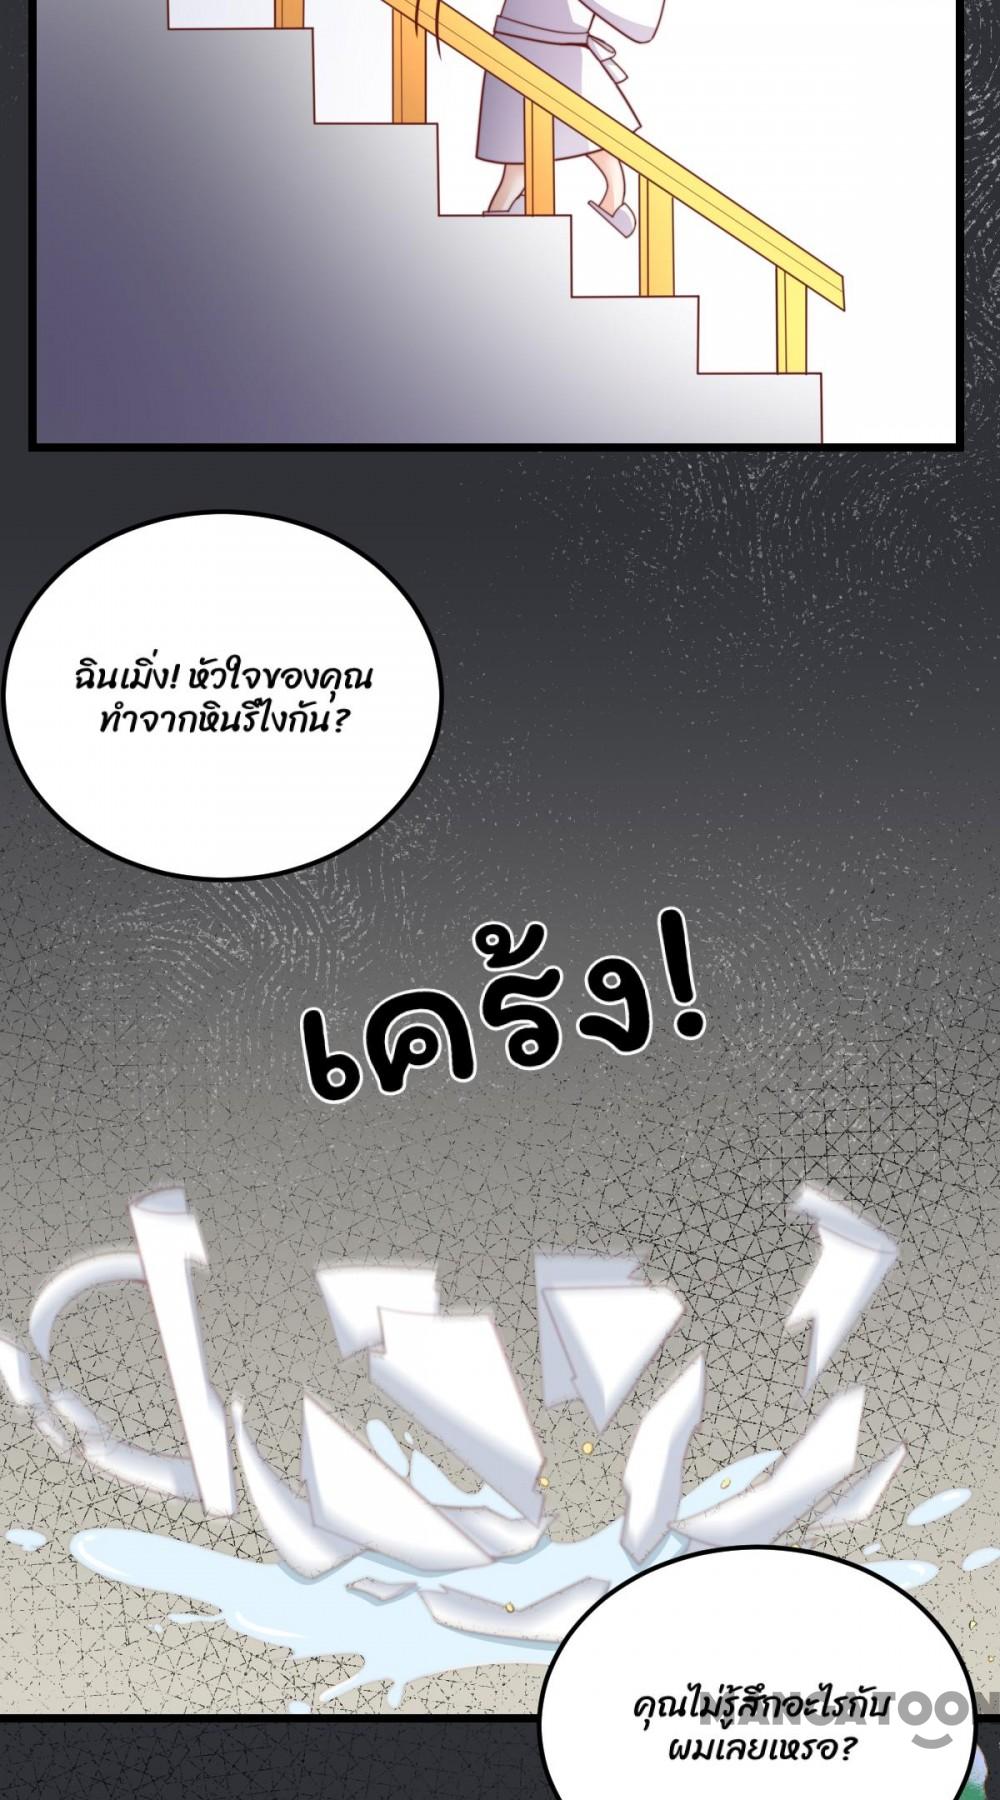 ฉินเมิ่ง! หัวใจของคุณ
ทำจากหินรึไงกัน?
เคร้ง!
คุณไม่รู้สึกอะไรกับ
ผมเลยเหรอ?
MANGATOON